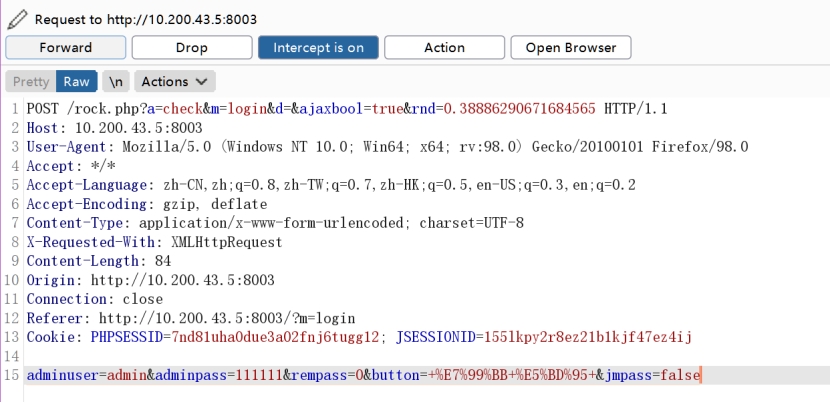 Request to http://10.200.43.5:8003
Forward Drop Intercept is on Action Open Browser
Pretty Raw \n Actions
1 POST /rock.php?a=check&m=login&d=&ajaxbool=true&rnd=0.38886290671684565 HTTP/1.1
2 Host: 10.200.43.5:8003
3 User-Agent: Mozilla/5.0 (Windows NT 10.0; Win64; x64; rv:98.0) Gecko/20100101 Firefox/98.0
4 Accept: */*
5 Accept-Language: zh-CN,zh;q=0.8,zh-TW;q=0.7,zh-HK;q=0.5,en-US;q=0.3,en;q=0.2
6 Accept-Encoding: gzip, deflate
7 Content-Type: application/x-www-form-urlencoded; charset=UTF-8
8 X-Requested-With: XMLHttpRequest
9 Content-Length: 84
10 Origin: http://10.200.43.5:8003
11 Connection: close
12 Referer: http://10.200.43.5:8003/?m=login
13 Cookie: PHPSESSID=7nd81uha0due3a02fnj6tugg12; JSESSIONID=155lkpy2r8ez21b1kjf47ez4ij
14
15 adminuser=admin&adminpass=111111&rempass=0&button=+%E7%99%BB+%E5%BD%95+&jmpass=false